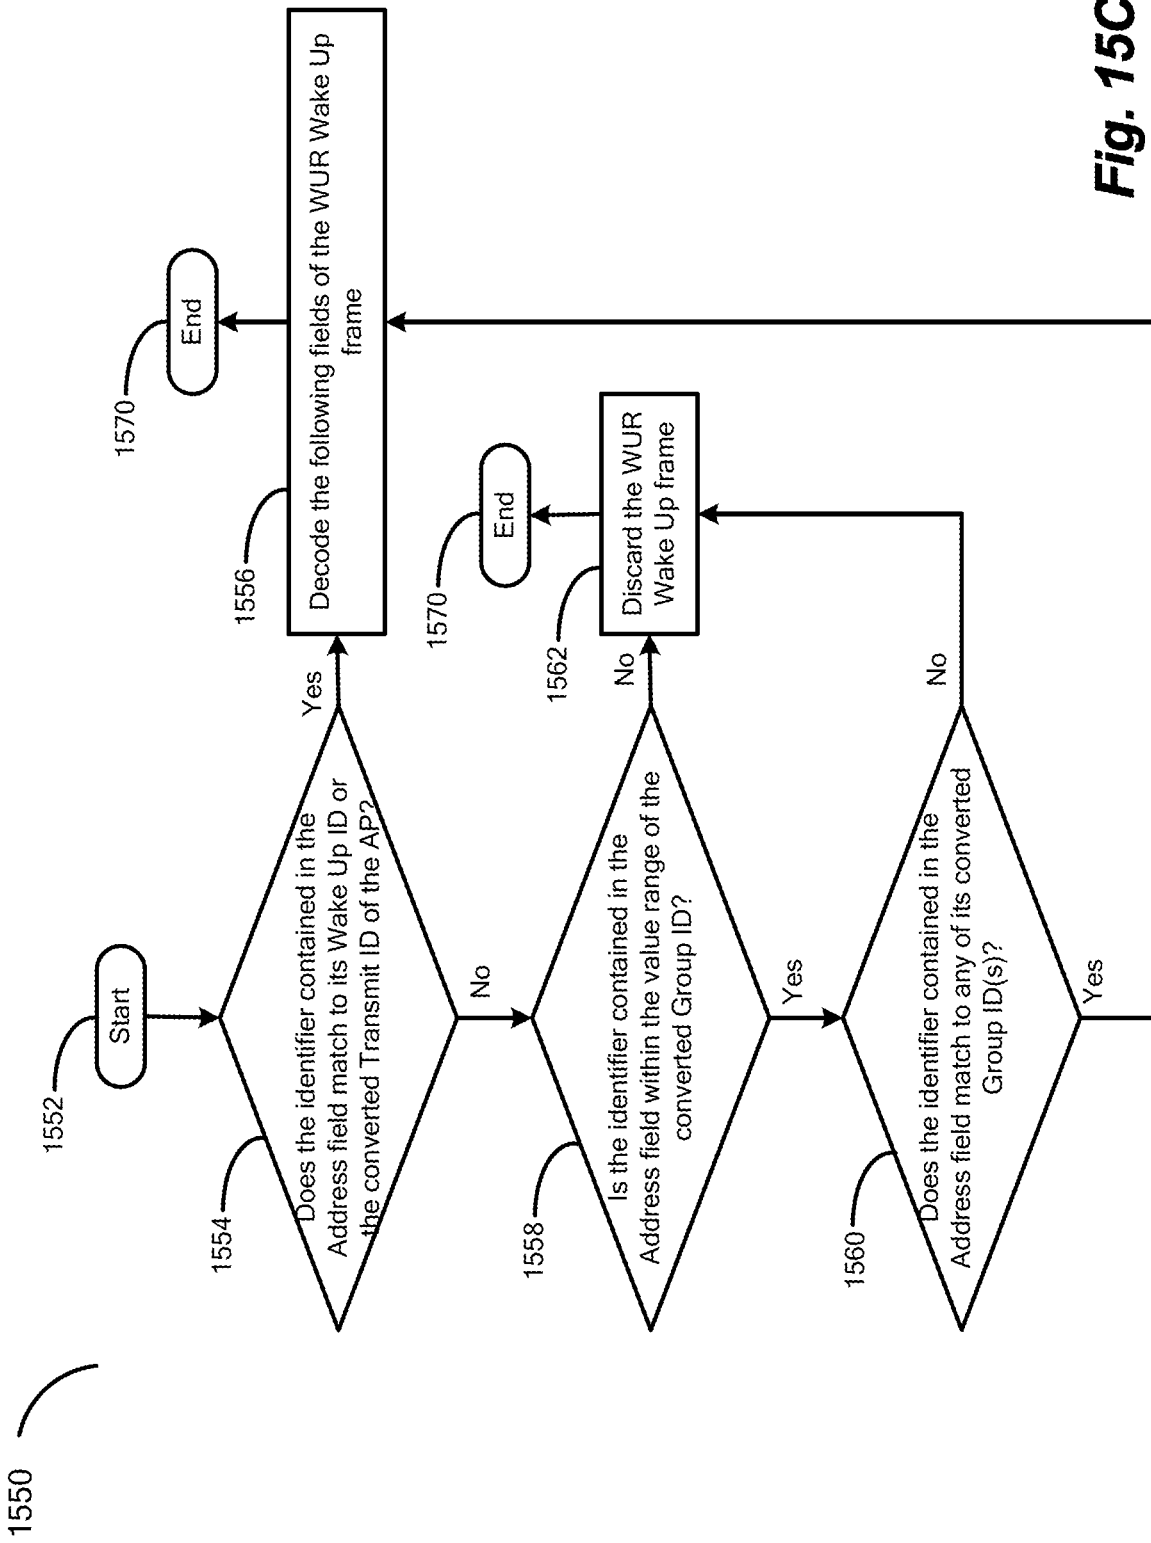 1550
1552
Start
1554
Does the identifier contained in the
Address field match to its Wake Up ID or
the converted Transmit ID of the AP?
Yes
1556
Decode the following fields of the WUR Wake Up
frame
1570
End
No
1558
Is the identifier contained in the
Address field within the value range of the
converted Group ID?
No
1562
Discard the WUR
Wake Up frame
1570
End
Yes
1560
Does the identifier contained in the
Address field match to any of its converted
Group ID(s)?
No
Yes
Fig. 15C